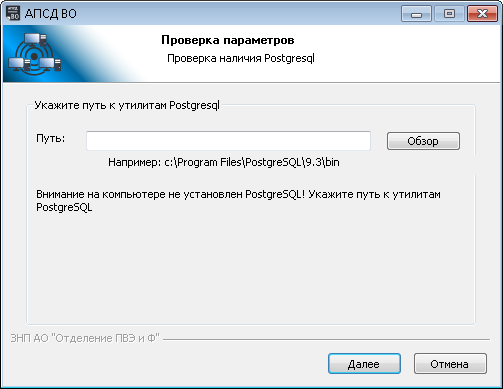 АПСД ВО
Проверка параметров
Проверка наличия Postgresql
Укажите путь к утилитам Postgresql
Путь:
Обзор
Например: c:\Program Files\PostgreSQL\9.3\bin
Внимание на компьютере не установлен PostgreSQL! Укажите путь к утилитам
PostgreSQL
ЗНП АО "Отделение ПВЭ и Ф"
Далее
Отмена